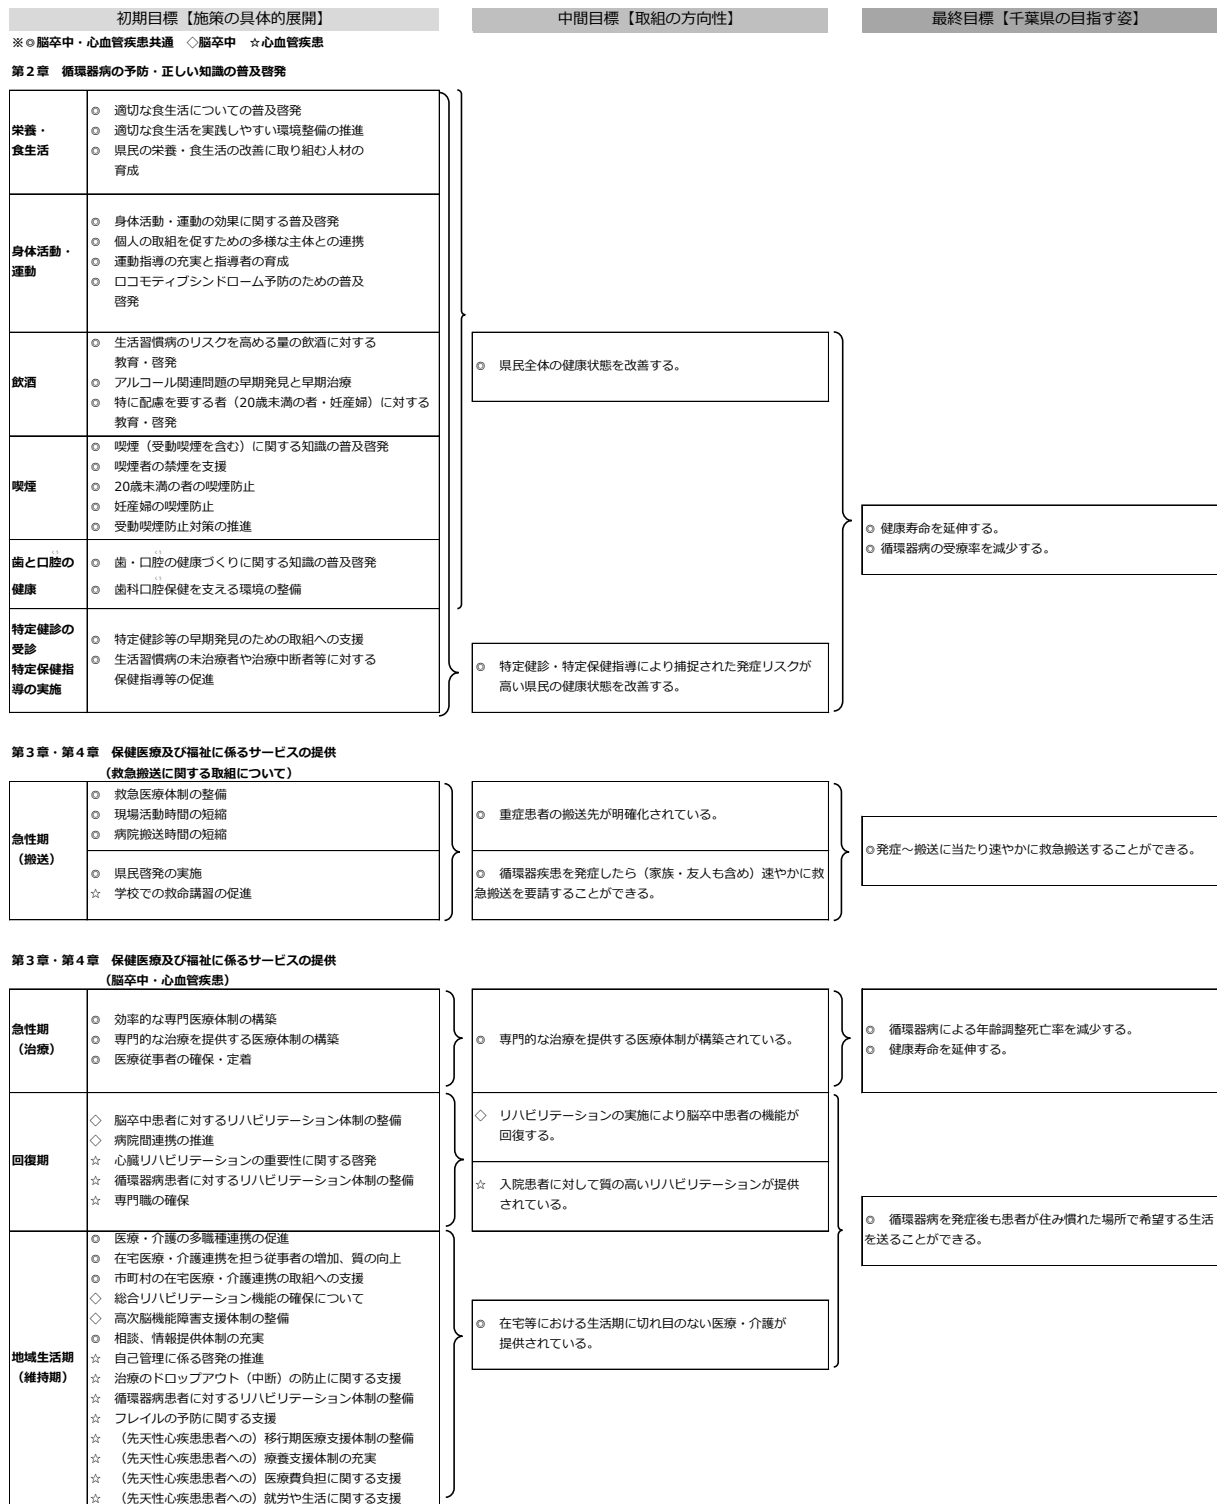 初期目標【施策の具体的展開】
中間目標【取組の方向性】
最終目標【千葉県の目指す姿】
※◎脳卒中・心血管疾患共通　◇脳卒中　☆心血管疾患
第2章　循環器病の予防・正しい知識の普及啓発
栄養・
食生活
◎　適切な食生活についての普及啓発
◎　適切な食生活を実践しやすい環境整備の推進
◎　県民の栄養・食生活の改善に取り組む人材の
育成
身体活動・
運動
◎　身体活動・運動の効果に関する普及啓発
◎　個人の取組を促すための多様な主体との連携
◎　運動指導の充実と指導者の育成
◎　ロコモティブシンドローム予防のための普及
啓発
飲酒
◎　生活習慣病のリスクを高める量の飲酒に対する
教育・啓発
◎　アルコール関連問題の早期発見と早期治療
◎　特に配慮を要する者（20歳未満の者・妊産婦）に対する
教育・啓発
喫煙
◎　喫煙（受動喫煙を含む）に関する知識の普及啓発
◎　喫煙者の禁煙を支援
◎　20歳未満の者の喫煙防止
◎　妊産婦の喫煙防止
◎　受動喫煙防止対策の推進
歯と口腔の
健康
◎　歯・口腔の健康づくりに関する知識の普及啓発
◎　歯科口腔保健を支える環境の整備
特定健診の
受診
特定保健指
導の実施
◎　特定健診等の早期発見のための取組への支援
◎　生活習慣病の未治療者や治療中断者等に対する
保健指導等の促進
◎　県民全体の健康状態を改善する。
◎　特定健診・特定保健指導により捕捉された発症リスクが
高い県民の健康状態を改善する。
◎ 健康寿命を延伸する。
◎ 循環器病の受療率を減少する。
第3章・第4章　保健医療及び福祉に係るサービスの提供
（救急搬送に関する取組について）
急性期
（搬送）
◎　救急医療体制の整備
◎　現場活動時間の短縮
◎　病院搬送時間の短縮
◎　県民啓発の実施
☆　学校での救命講習の促進
◎　重症患者の搬送先が明確化されている。
◎　循環器疾患を発症したら（家族・友人も含め）速やかに救
急搬送を要請することができる。
◎発症～搬送に当たり速やかに救急搬送することができる。
第3章・第4章　保健医療及び福祉に係るサービスの提供
（脳卒中・心血管疾患）
急性期
（治療）
◎　効率的な専門医療体制の構築
◎　専門的な治療を提供する医療体制の構築
◎　医療従事者の確保・定着
◎　専門的な治療を提供する医療体制が構築されている。
◎　循環器病による年齢調整死亡率を減少する。
◎　健康寿命を延伸する。
回復期
◇　脳卒中患者に対するリハビリテーション体制の整備
◇　病院間連携の推進
☆　心臓リハビリテーションの重要性に関する啓発
☆　循環器病患者に対するリハビリテーション体制の整備
☆　専門職の確保
◇　リハビリテーションの実施により脳卒中患者の機能が
回復する。
☆　入院患者に対して質の高いリハビリテーションが提供
されている。
地域生活期
（維持期）
◎　医療・介護の多職種連携の促進
◎　在宅医療・介護連携を担う従事者の増加、質の向上
◎　市町村の在宅医療・介護連携の取組への支援
◇　総合リハビリテーション機能の確保について
◇　高次脳機能障害支援体制の整備
◎　相談、情報提供体制の充実
☆　自己管理に係る啓発の推進
☆　治療のドロップアウト（中断）の防止に関する支援
☆　循環器病患者に対するリハビリテーション体制の整備
☆　フレイルの予防に関する支援
☆　（先天性心疾患患者への）移行期医療支援体制の整備
☆　（先天性心疾患患者への）療養支援体制の充実
☆　（先天性心疾患患者への）医療費負担に関する支援
☆　（先天性心疾患患者への）就労や生活に関する支援
◎　在宅等における生活期に切れ目のない医療・介護が
提供されている。
◎　循環器病を発症後も患者が住み慣れた場所で希望する生活
を送ることができる。